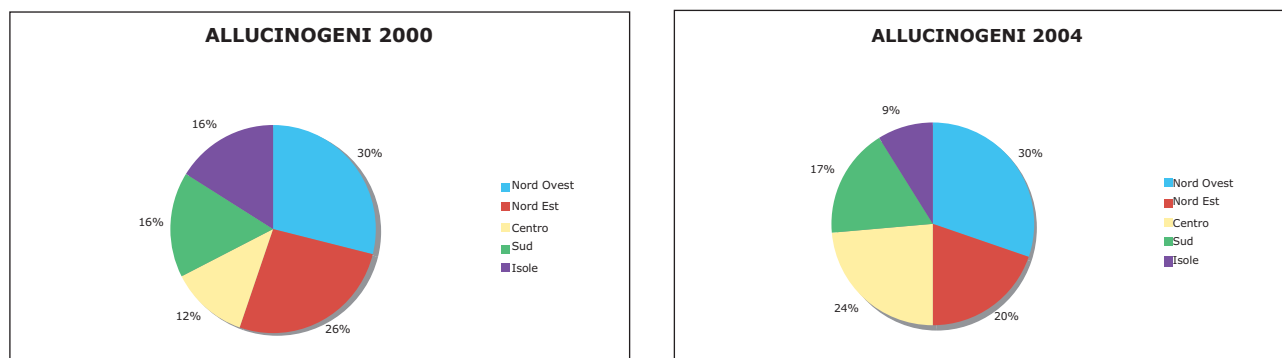 ALLUCINOGENI 2000
16%
30%
16%
12%
26%
Nord Ovest
Nord Est
Centro
Sud
Isole
ALLUCINOGENI 2004
9%
30%
17%
24%
20%
Nord Ovest
Nord Est
Centro
Sud
Isole